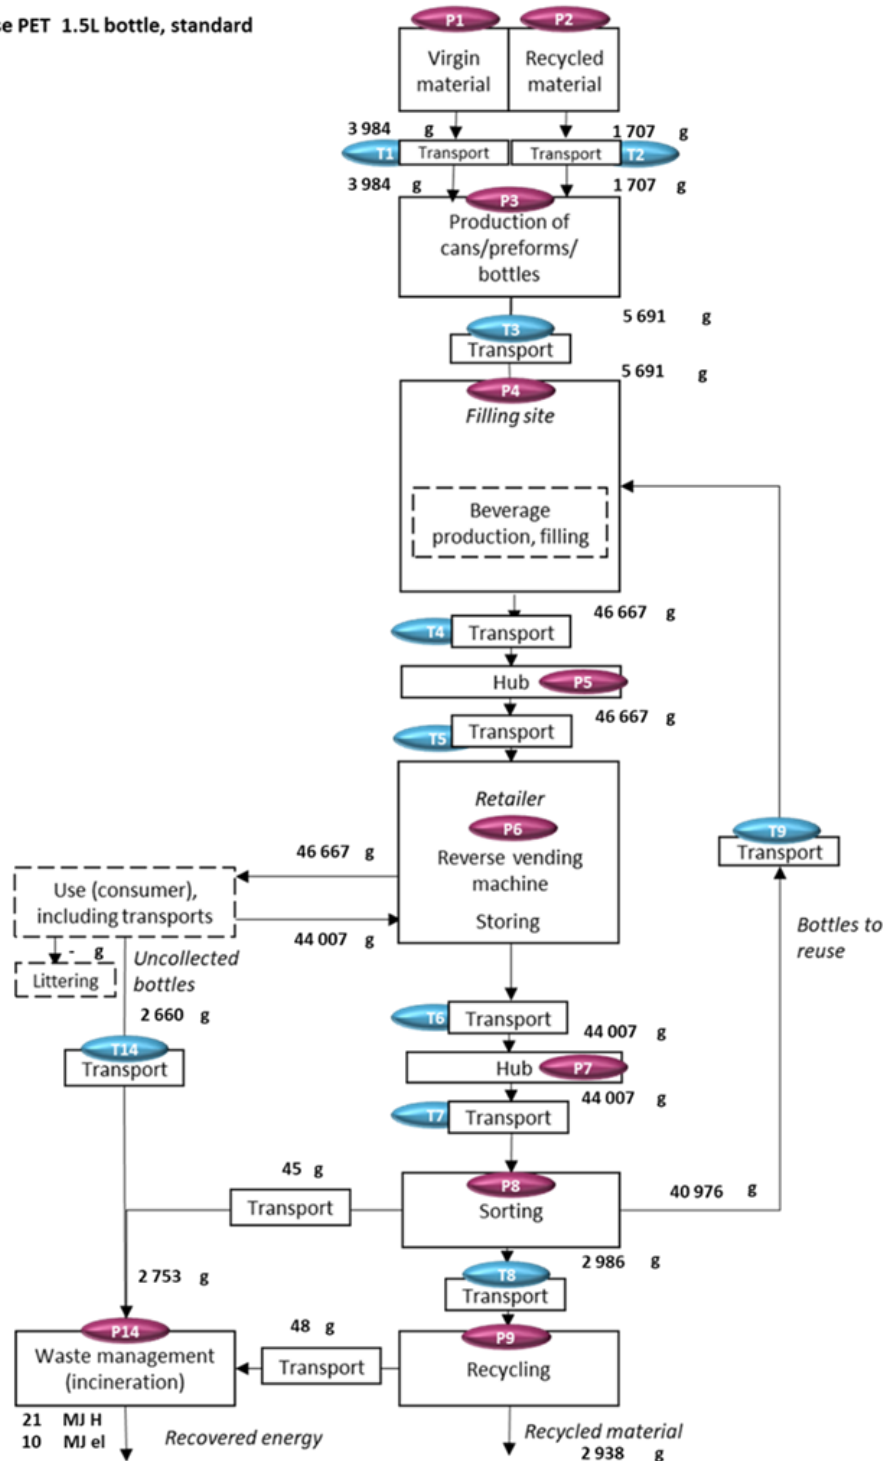 se PET 1.5L bottle, standard
P1
P2
Virgin
material
Recycled
material
3 984 g
1 707 g
T1
Transport
Transport
T2
3 984 g
1 707 g
P3
Production of
cans/preforms/
bottles
5 691 g
T3
Transport
5 691 g
P4
Filling site
Beverage
production, filling
46 667 g
T4
Transport
Hub
P5
46 667 g
T5
Transport
Retailer
P6
Reverse vending
machine
Storing
T9
Transport
46 667 g
Use (consumer),
including transports
44 007 g
Bottles to
reuse
- g
Littering
Uncollected
bottles
2 660 g
T14
Transport
T6
Transport
44 007 g
Hub
P7
44 007 g
T7
Transport
45 g
Transport
P8
Sorting
40 976 g
2 986 g
T8
Transport
2 753 g
P14
Waste management
(incineration)
48 g
Transport
P9
Recycling
21 MJ H
10 MJ el
Recovered energy
Recycled material
2 938 g